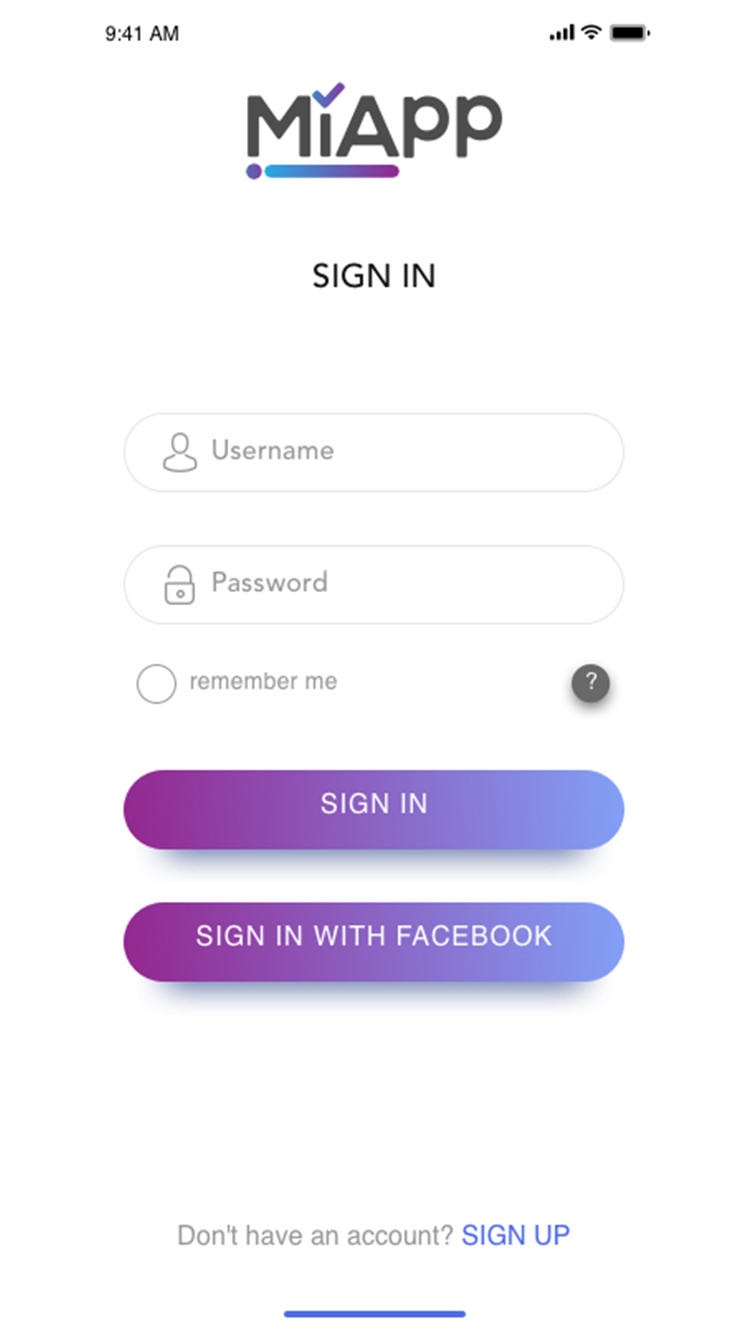 9:41 AM
MiApp
SIGN IN
Username
Password
remember me
?
SIGN IN
SIGN IN WITH FACEBOOK
Don't have an account? SIGN UP